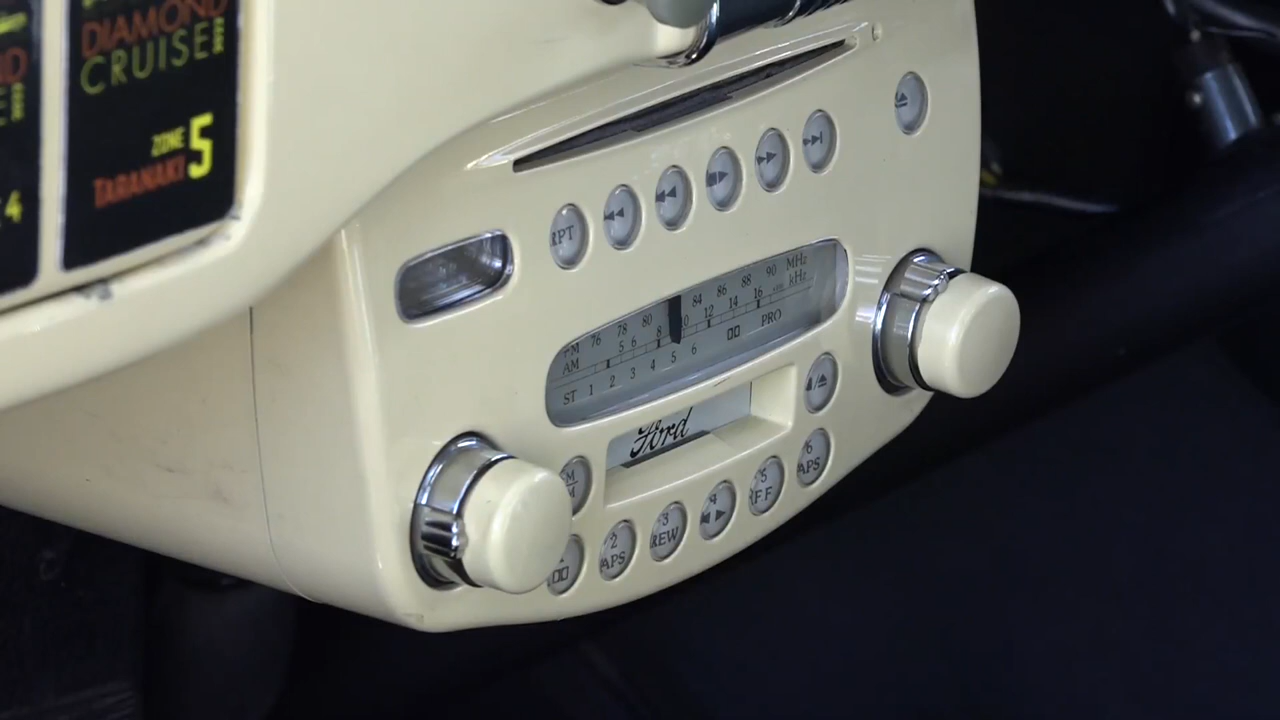 DIAMOND
CRUISE
ZONE 5
TARANAKI
4
RPT
76 78 80 84 86 88 90 MHz
AM 5 6 8 10 12 14 16 kHz
ST 1 2 3 4 5 6 PRO
Ford
2
APS
3
REW
4
5
FF
6
APS